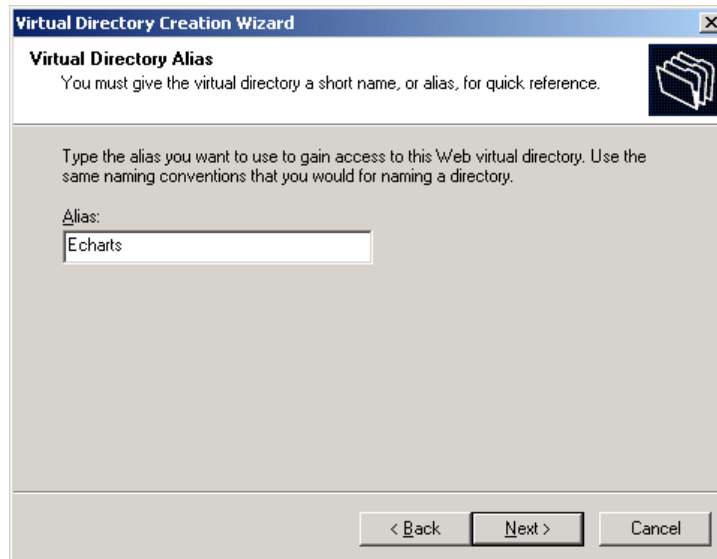 Virtual Directory Creation Wizard
Virtual Directory Alias
You must give the virtual directory a short name, or alias, for quick reference.
Type the alias you want to use to gain access to this Web virtual directory. Use the
same naming conventions that you would for naming a directory.
Alias:
Echarts
< Back Next > Cancel